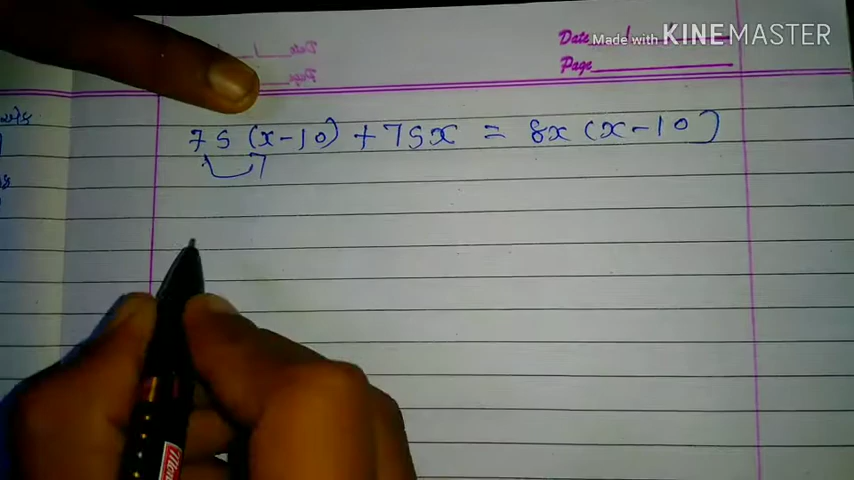 Date
Made with KINEMASTER
Page
75 (x-10) + 75x = 8x (x-10)